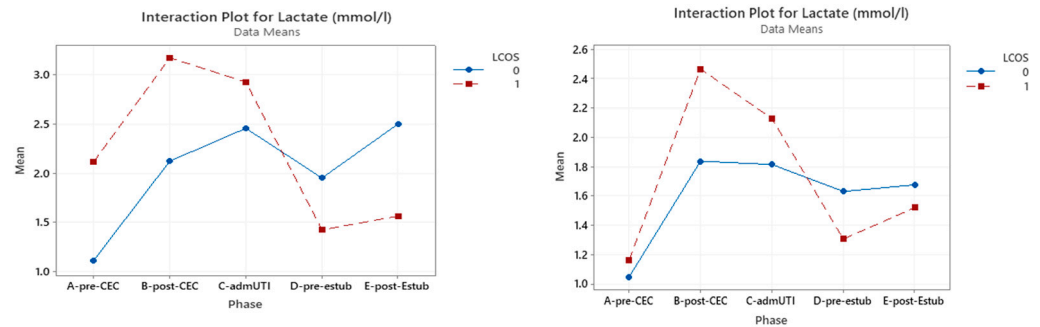 Interaction Plot for Lactate (mmol/l)
Data Means
LCOS
0
1
3.0
2.5
2.0
1.5
1.0
Mean
A-pre-CEC B-post-CEC C-admUTI D-pre-estub E-post-Estub
Phase
Interaction Plot for Lactate (mmol/l)
Data Means
LCOS
0
1
2.6
2.4
2.2
2.0
1.8
1.6
1.4
1.2
1.0
Mean
A-pre-CEC B-post-CEC C-admUTI D-pre-estub E-post-Estub
Phase